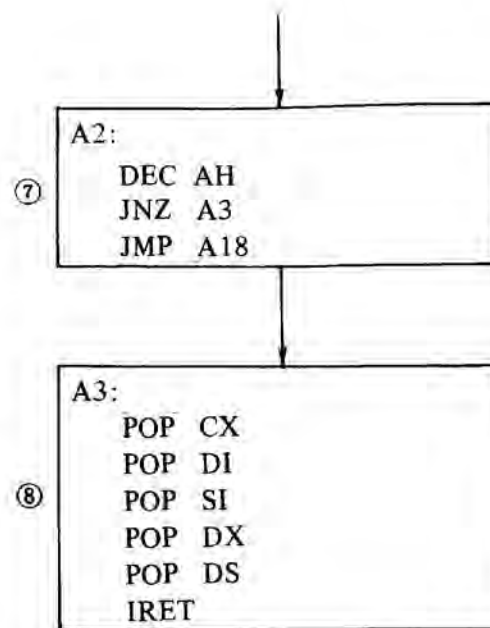 A2:
⑦
DEC AH
JNZ A3
JMP A18
A3:
POP CX
POP DI
⑧
POP SI
POP DX
POP DS
IRET